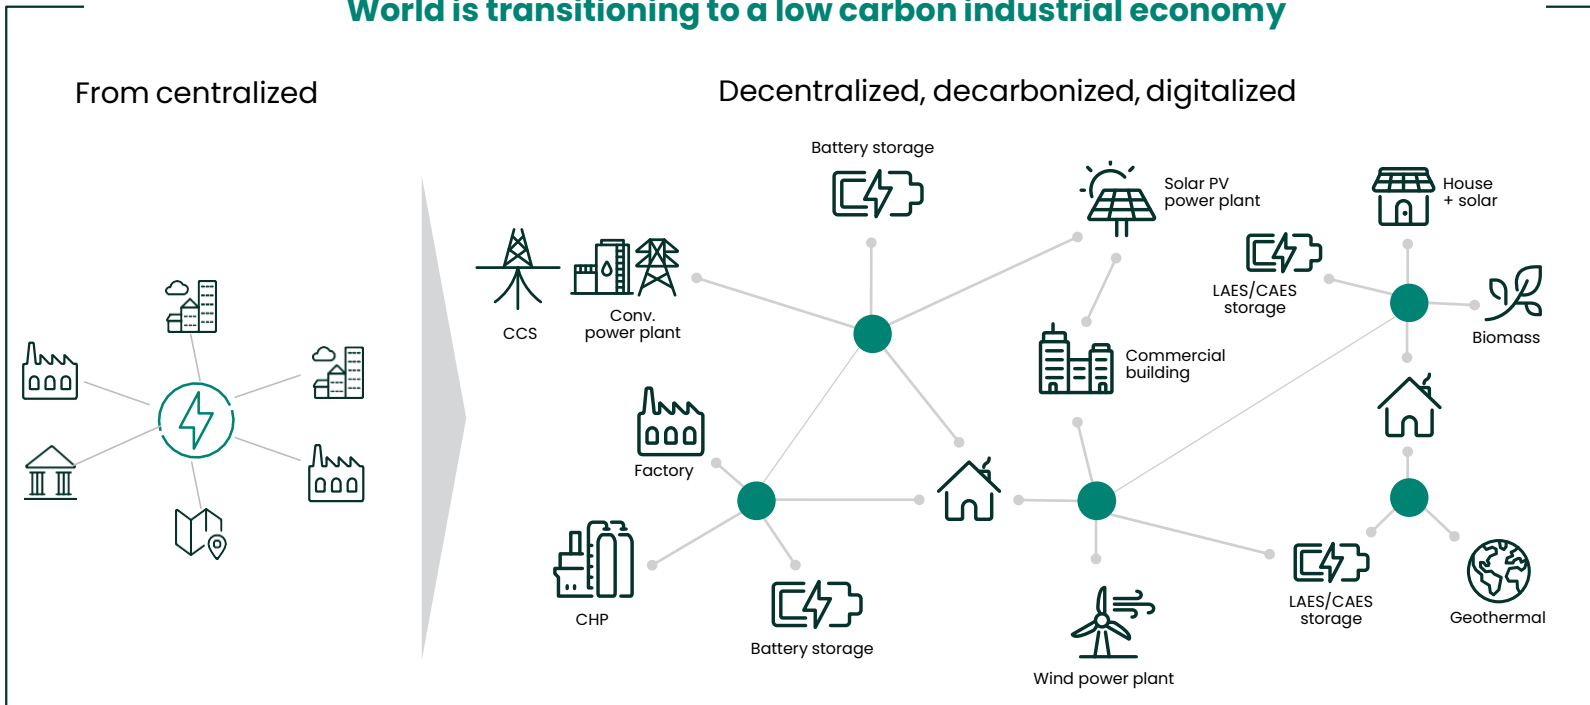 World is transitioning to a low carbon industrial economy
From centralized
Decentralized, decarbonized, digitalized
Battery storage
Solar PV
power plant
House
+ solar
LAES/CAES
storage
CCS
Conv.
power plant
Biomass
Commercial
building
Factory
CHP
Battery storage
LAES/CAES
storage
Geothermal
Wind power plant